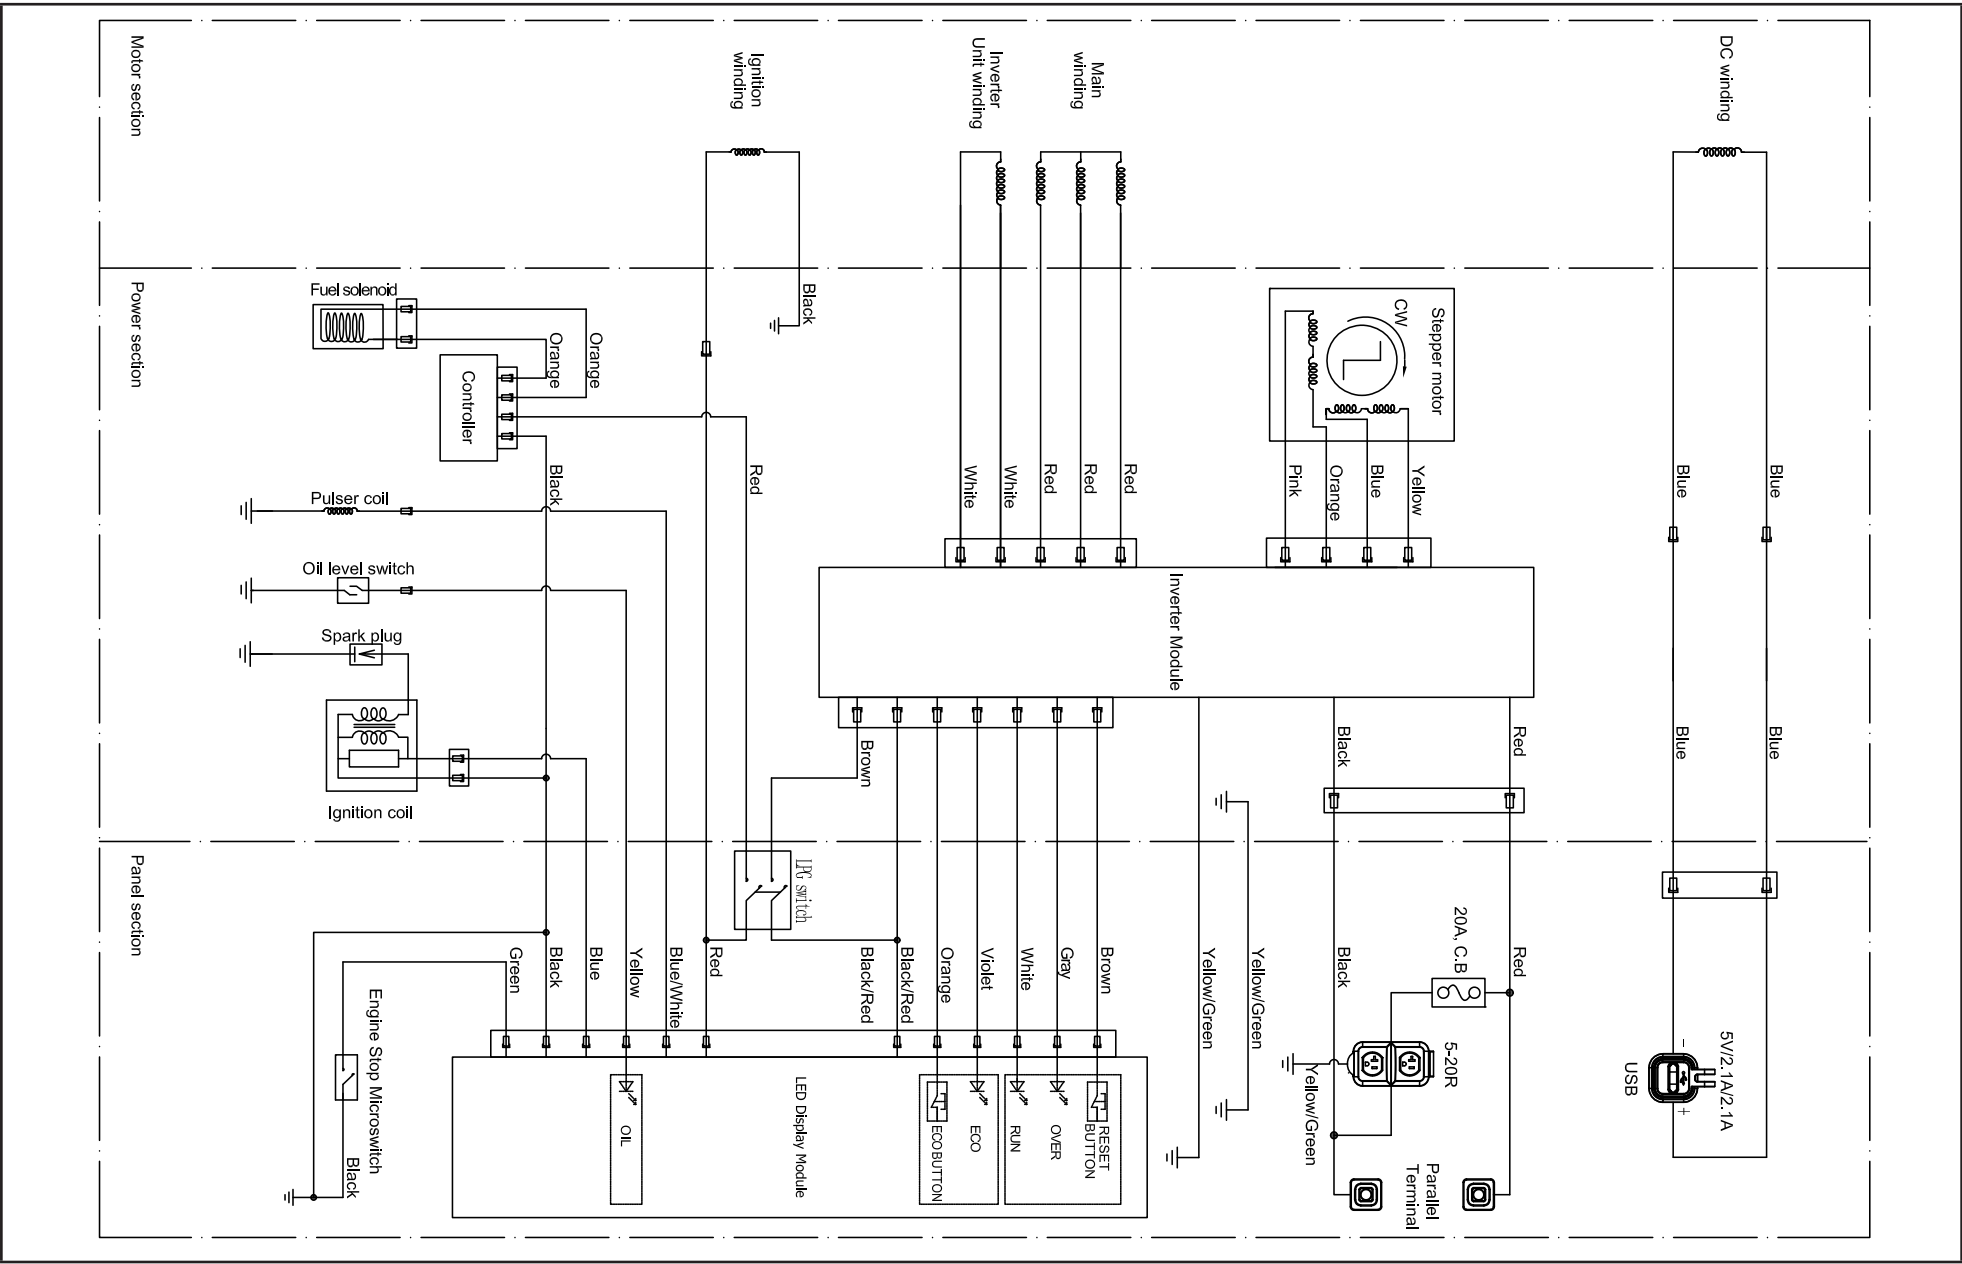 Motor section
Ignition
winding
Inverter
Unit winding
Main
winding
DC winding
Power section
Fuel solenoid
Orange
Orange
Controller
Black
Black
Red
White
White
Red
Red
Red
Stepper motor
CW
Pink
Orange
Blue
Yellow
Blue
Blue
Pulser coil
Oil level switch
Spark plug
Ignition coil
Inverter Module
Brown
Black
Red
Blue
Blue
Panel section
LPG switch
Green
Black
Blue
Yellow
Blue/White
Red
Black/Red
Black/Red
Orange
Violet
White
Gray
Brown
Yellow/Green
Yellow/Green
Black
20A, C.B
Red
5-20R
Yellow/Green
5V/2.1A/2.1A
-
+
USB
Engine Stop Microswitch
Black
OIL
LED Display Module
ECO BUTTON
ECO
RUN
OVER
RESET
BUTTON
Parallel
Terminal